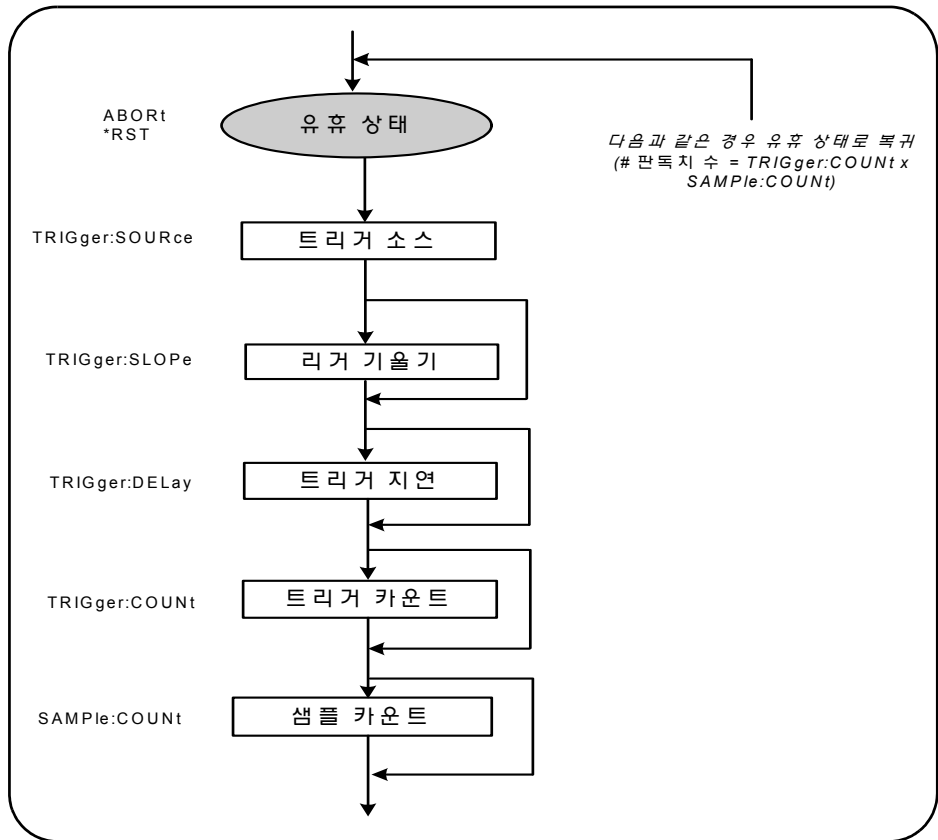 ABORt
*RST
유휴 상태
다음과 같은 경우 유휴 상태로 복귀
(# 판독치 수 = TRIGger:COUNt x
SAMPle:COUNt)
TRIGger:SOURce
트리거 소스
TRIGger:SLOPe
리거 기울기
TRIGger:DELay
트리거 지연
TRIGger:COUNt
트리거 카운트
SAMPle:COUNt
샘플 카운트